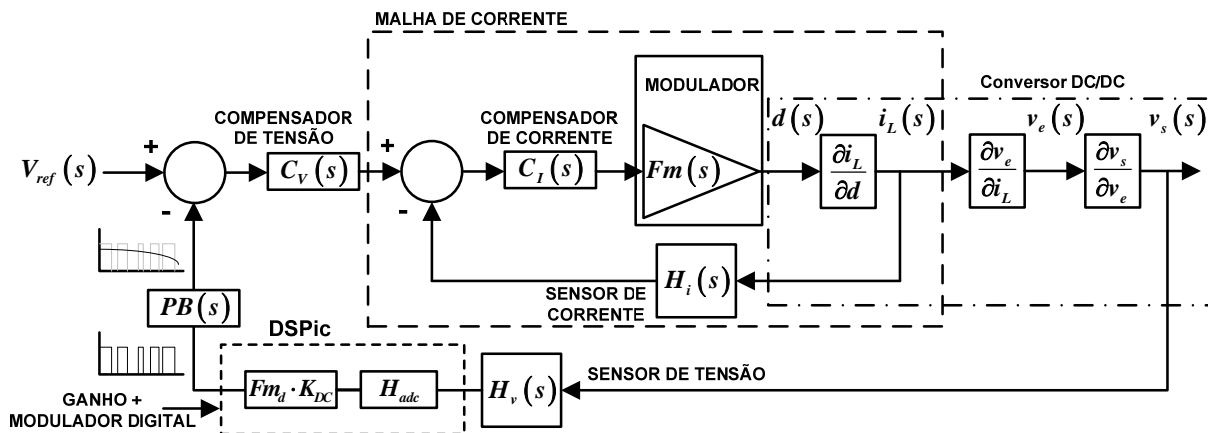 MALHA DE CORRENTE
MODULADOR
Conversor DC/DC
COMPENSADOR
DE TENSÃO
COMPENSADOR
DE CORRENTE
d(s)
i_L(s)
v_e(s)
v_s(s)
+
+
V_ref(s)
C_V(s)
C_I(s)
Fm(s)
∂i_L
∂d
∂v_e
∂i_L
∂v_s
∂v_e
-
-
H_i(s)
SENSOR DE
CORRENTE
PB(s)
DSPic
SENSOR DE TENSÃO
Fm_d · K_DC
H_adc
H_v(s)
GANHO +
MODULADOR DIGITAL